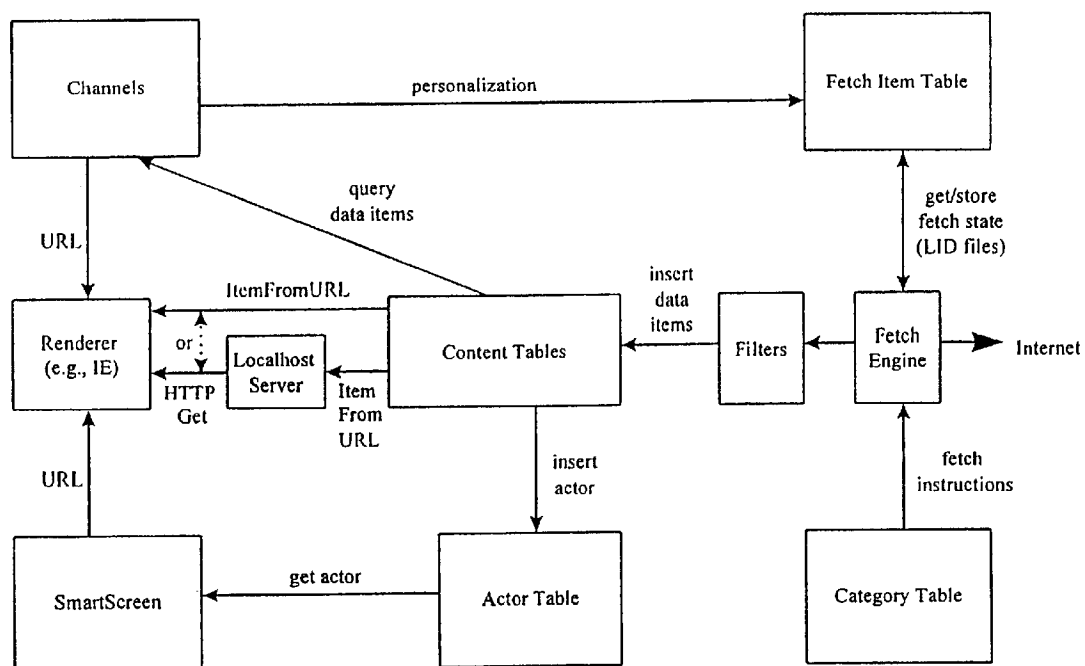 Channels
personalization
Fetch Item Table
query
data items
get/store
fetch state
(LID files)
URL
insert
data
items
ItemFromURL
Renderer
(e.g., IE)
or
Localhost
Server
Content Tables
Filters
Fetch
Engine
Internet
HTTP
Get
Item
From
URL
URL
insert
actor
fetch
instructions
SmartScreen
get actor
Actor Table
Category Table